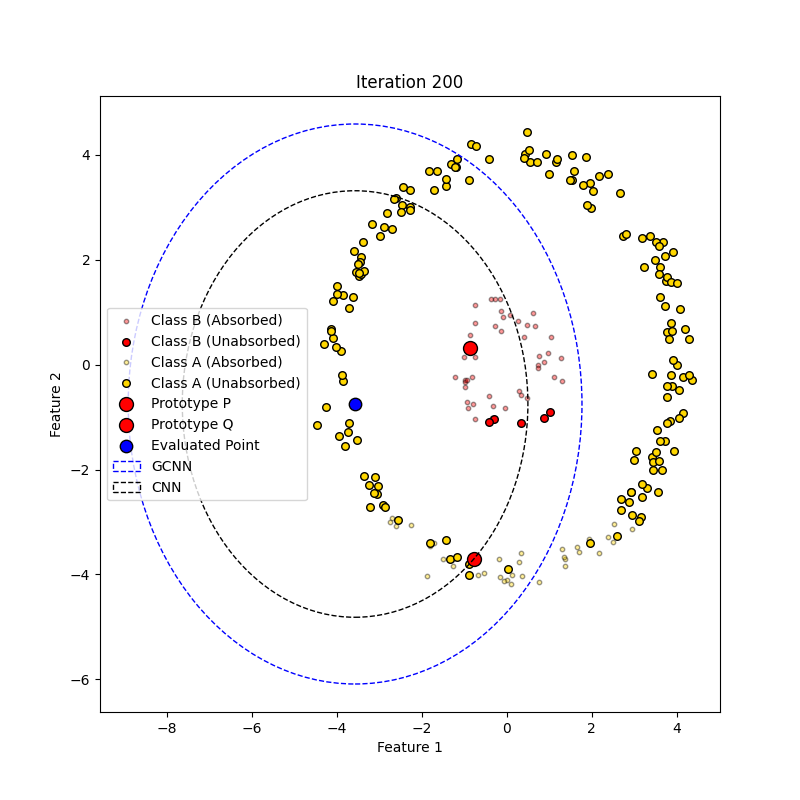 Iteration 200
4
2
0
−2
−4
−6
Feature 2
Class B (Absorbed)
Class B (Unabsorbed)
Class A (Absorbed)
Class A (Unabsorbed)
Prototype P
Prototype Q
Evaluated Point
GCNN
CNN
−8 −6 −4 −2 0 2 4
Feature 1